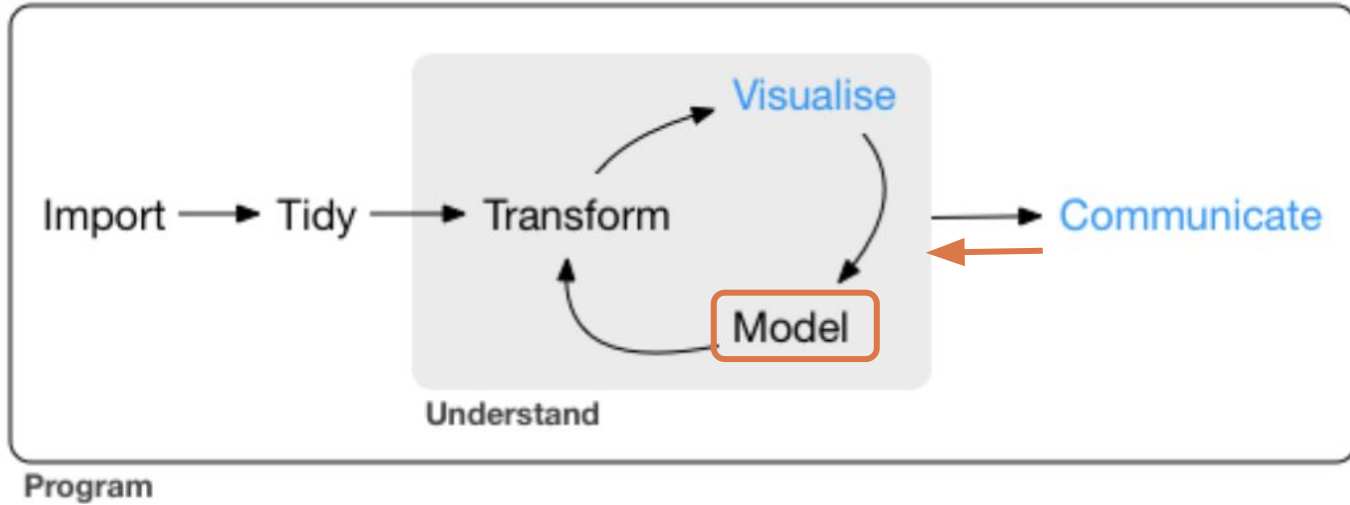 Visualise
Import
Tidy
Transform
Communicate
Model
Understand
Program